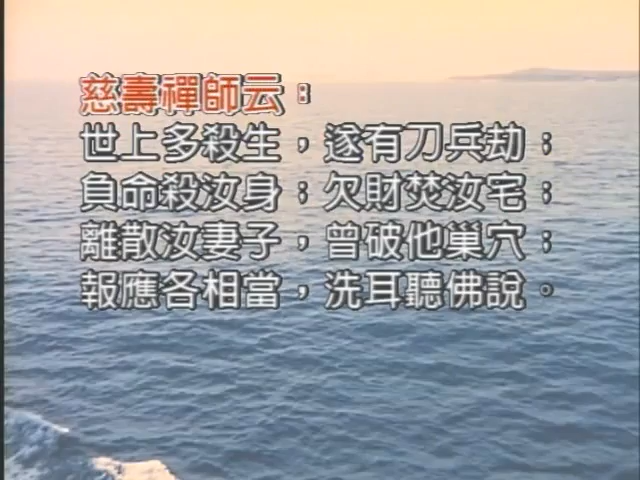 慈壽禪師云：
世上多殺生，遂有刀兵劫；
負命殺汝身；欠財焚汝宅；
離散汝妻子，曾破他巢穴；
報應各相當，洗耳聽佛說。